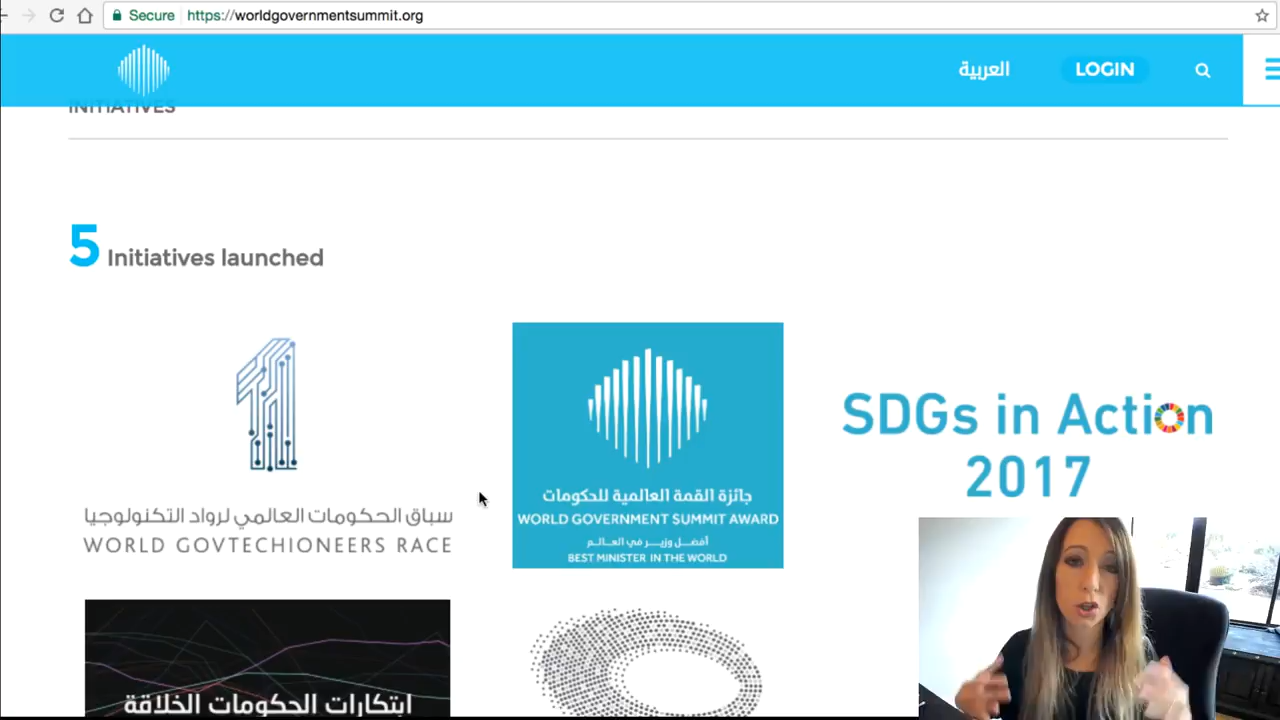 Secure https://worldgovernmentsummit.org
العربية
LOGIN
INITIATIVES
5 Initiatives launched
سباق الحكومات العالمي لرواد التكنولوجيا
WORLD GOVTECHIONEERS RACE
جائزة القمة العالمية للحكومات
WORLD GOVERNMENT SUMMIT AWARD
أفضل وزير في العالم
BEST MINISTER IN THE WORLD
SDGs in Action
2017
ابتكارات الحكومات الخلاقة